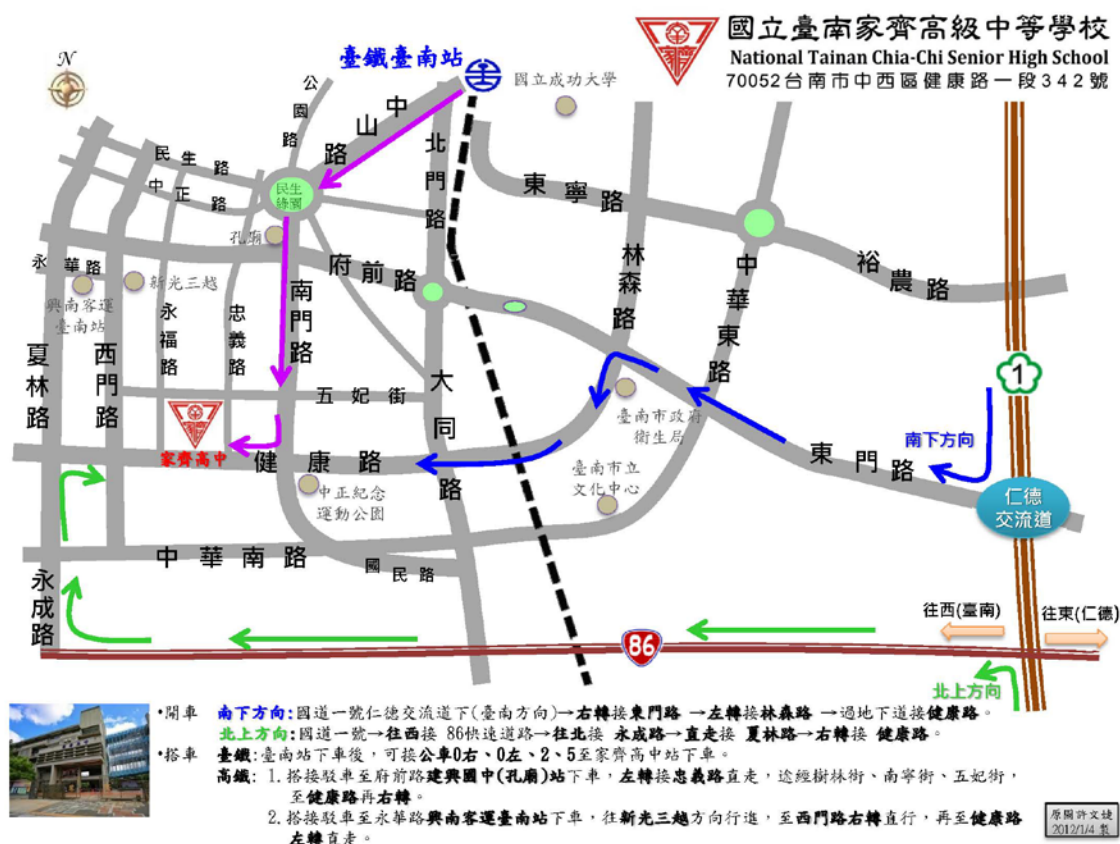 國立臺南家齊高級中等學校
National Tainan Chia-Chi Senior High School
70052台南市中西區健康路一段342號
N
臺鐵臺南站
國立成功大學
公園路
中山路
北門路
民生路
中正路
民生綠園
東寧路
孔廟
永華路
新光三越
府前路
林森路
中華東路
裕農路
興南客運
臺南站
永福路
忠義路
南門路
夏林路
西門路
五妃街
大同路
1
臺南市政府
衛生局
南下方向
家齊
家齊高中
健康路
東門路
臺南市立
文化中心
中正紀念
運動公園
仁德
交流道
中華南路
國民路
永成路
往西(臺南)
往東(仁德)
86
北上方向
•開車 南下方向:國道一號仁德交流道下(臺南方向)→右轉接東門路 →左轉接林森路 →過地下道接健康路。
北上方向:國道一號→往西接 86快速道路→往北接 永成路→直走接 夏林路→右轉接 健康路。
•搭車 臺鐵:臺南站下車後，可接公車0右、0左、2、5至家齊高中站下車。
高鐵: 1.搭接駁車至府前路建興國中(孔廟)站下車，左轉接忠義路直走，途經樹林街、南寧街、五妃街，
至健康路再右轉。
2.搭接駁車至永華路興南客運臺南站下車，往新光三越方向行進，至西門路右轉直行，再至健康路
左轉直走。
原圖許文婕
2012/1/4 製